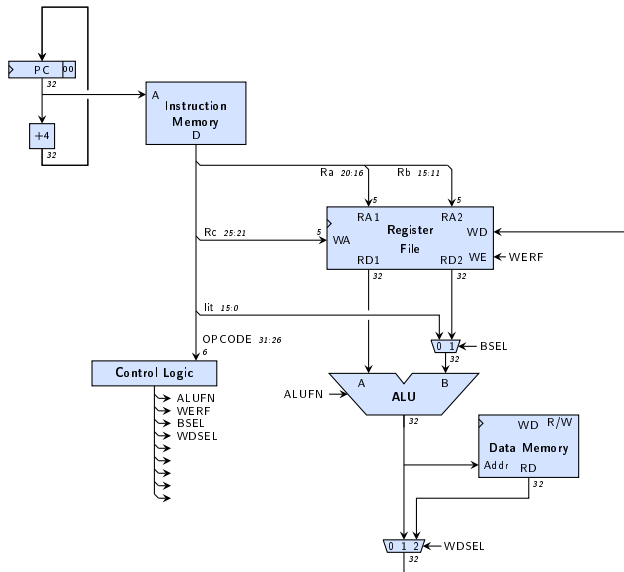 PC 00
32
A
Instruction
Memory
D
+4
32
Ra 20:16
Rb 15:11
5
5
RA1
RA2
Rc 25:21
5
WA
Register
File
WD
WE
WERF
RD1
RD2
32
32
lit 15:0
OPCODE 31:26
6
0 1
BSEL
32
Control Logic
A
B
ALU
ALUFN
32
ALUFN
WERF
BSEL
WDSEL
WD
R/W
Data Memory
Addr
RD
32
0 1 2
WDSEL
32